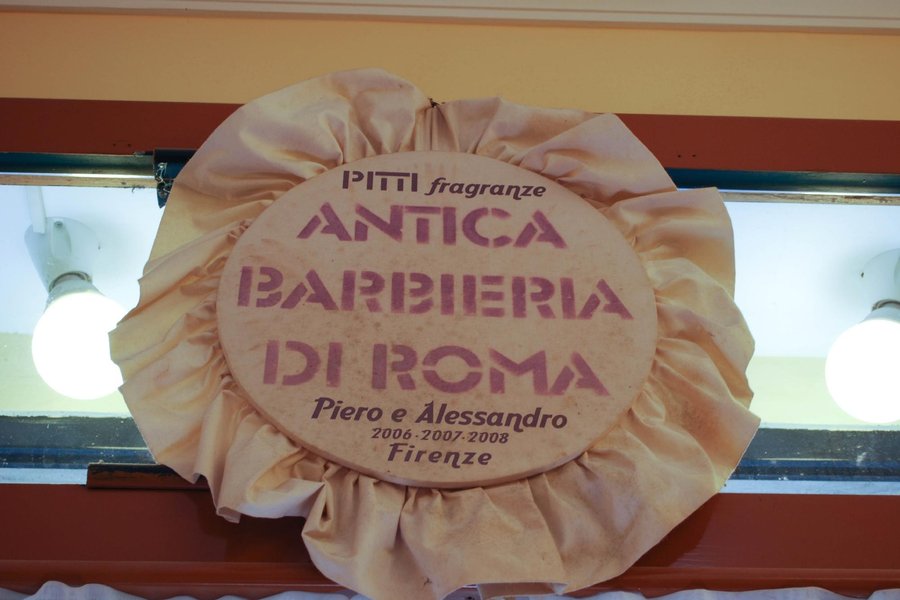 PITTI fragranze
ANTICA
BARBIERIA
DI ROMA
Piero e Alessandro
2006·2007·2008
Firenze